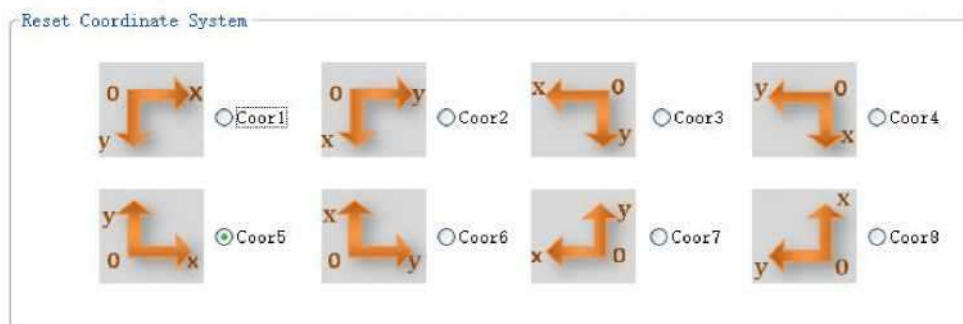 Reset Coordinate System
0 x
y
Coor1
0 y
x
Coor2
x 0
y
Coor3
y 0
x
Coor4
y
0 x
Coor5
x
0 y
Coor6
y
x 0
Coor7
x
y 0
Coor8